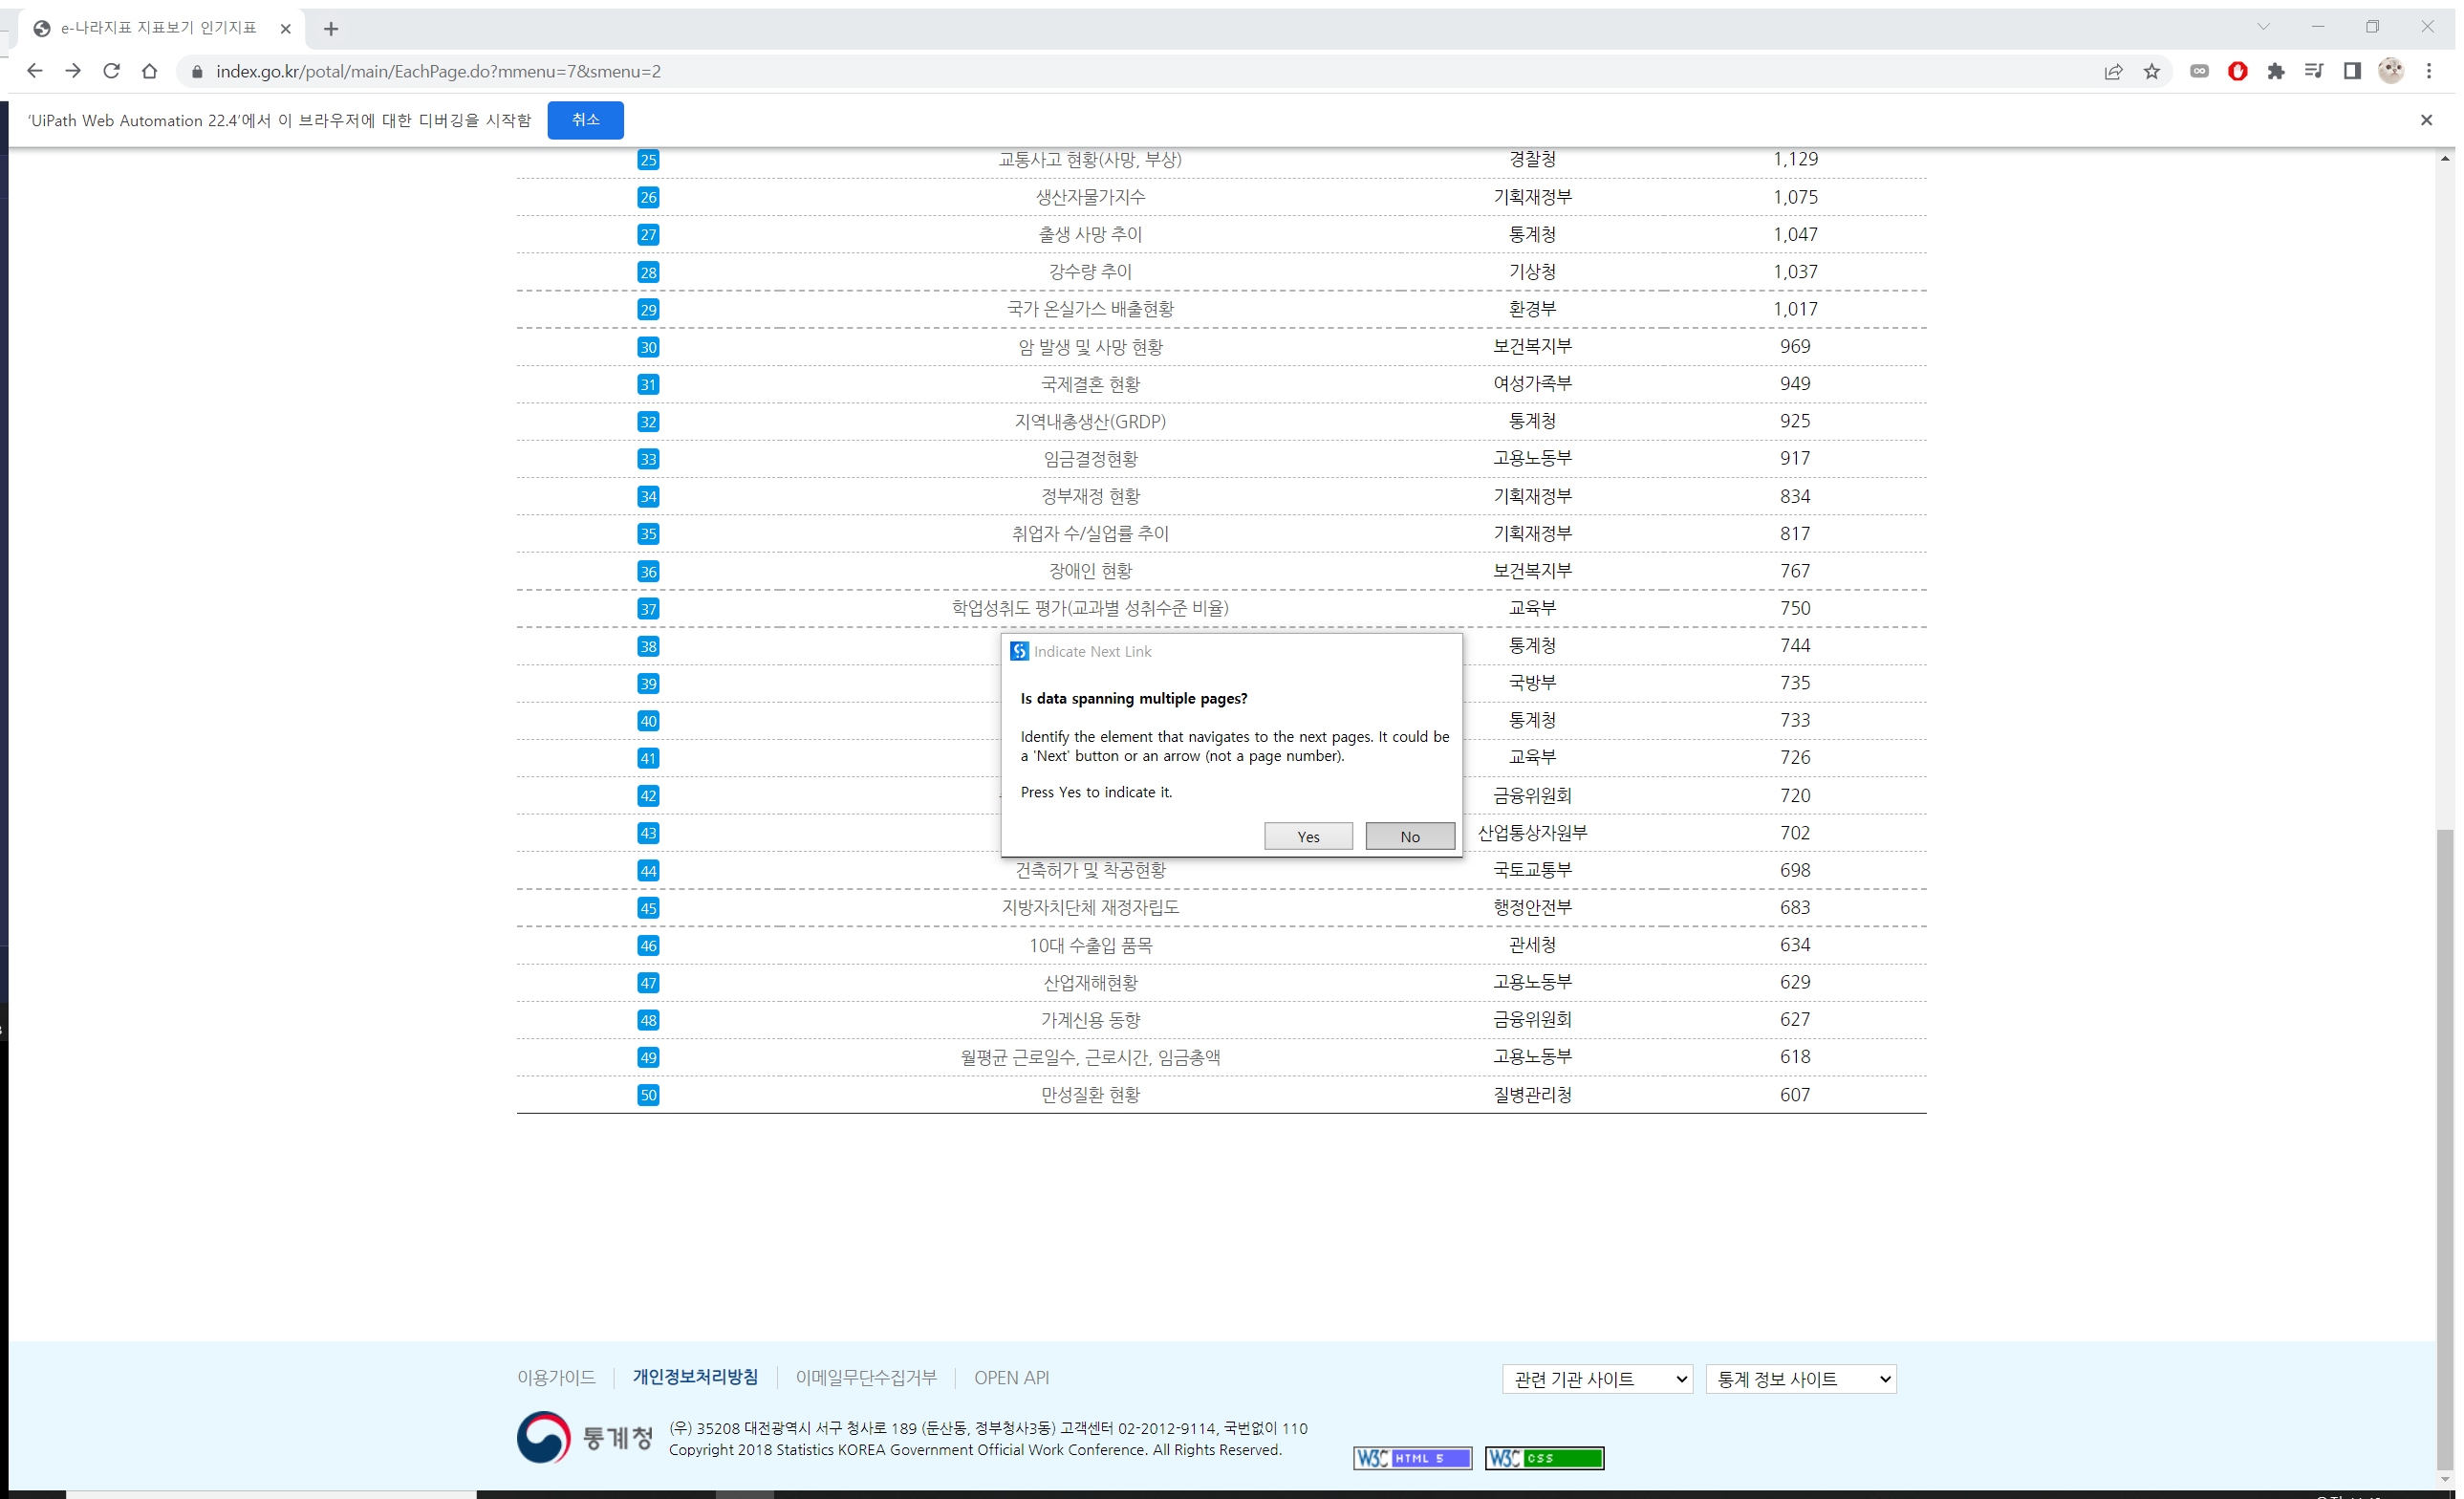 e-나라지표 지표보기 인기지표
index.go.kr/potal/main/EachPage.do?mmenu=7&smenu=2
'UiPath Web Automation 22.4'에서 이 브라우저에 대한 디버깅을 시작함 취소
25 교통사고 현황(사망, 부상) 경찰청 1,129
26 생산자물가지수 기획재정부 1,075
27 출생 사망 추이 통계청 1,047
28 강수량 추이 기상청 1,037
29 국가 온실가스 배출현황 환경부 1,017
30 암 발생 및 사망 현황 보건복지부 969
31 국제결혼 현황 여성가족부 949
32 지역내총생산(GRDP) 통계청 925
33 임금결정현황 고용노동부 917
34 정부재정 현황 기획재정부 834
35 취업자 수/실업률 추이 기획재정부 817
36 장애인 현황 보건복지부 767
37 학업성취도 평가(교과별 성취수준 비율) 교육부 750
38 통계청 744
39 국방부 735
40 통계청 733
41 교육부 726
42 금융위원회 720
43 산업통상자원부 702
Indicate Next Link
Is data spanning multiple pages?
Identify the element that navigates to the next pages. It could be
a 'Next' button or an arrow (not a page number).
Press Yes to indicate it.
Yes No
44 건축허가 및 착공현황 국토교통부 698
45 지방자치단체 재정자립도 행정안전부 683
46 10대 수출입 품목 관세청 634
47 산업재해현황 고용노동부 629
48 가계신용 동향 금융위원회 627
49 월평균 근로일수, 근로시간, 임금총액 고용노동부 618
50 만성질환 현황 질병관리청 607
이용가이드 개인정보처리방침 이메일무단수집거부 OPEN API 관련 기관 사이트 통계 정보 사이트
통계청
(우) 35208 대전광역시 서구 청사로 189 (둔산동, 정부청사3동) 고객센터 02-2012-9114, 국번없이 110
Copyright 2018 Statistics KOREA Government Official Work Conference. All Rights Reserved.
W3C HTML 5 W3C css